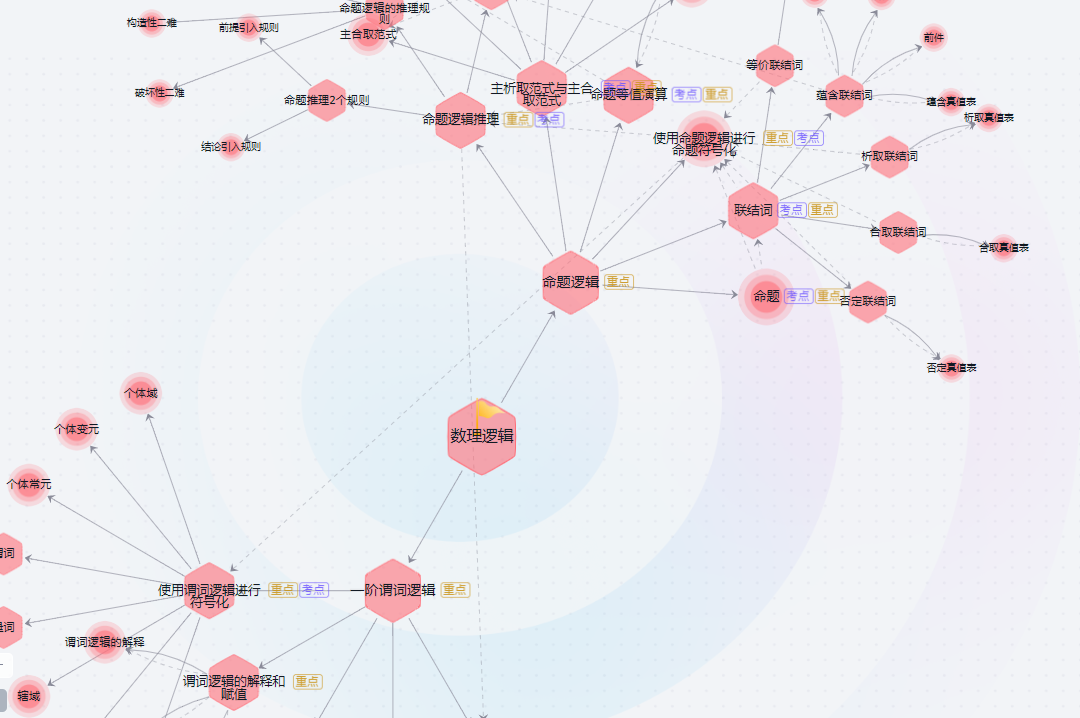 命题逻辑的推理规
则
构造性二难
前提引入规则
主合取范式
前件
等价联结词
破坏性二难
命题推理2个规则
主析取范式与主合
取范式
考点 重点
命题等值演算 考点 重点
蕴含联结词
蕴含真值表
析取真值表
命题逻辑推理 重点 考点
使用命题逻辑进行
命题符号化
重点 考点
结论引入规则
析取联结词
联结词 考点 重点
合取联结词
合取真值表
命题逻辑 重点
命题 考点 重点
否定联结词
否定真值表
个体域
个体变元
数理逻辑
个体常元
谓词
使用谓词逻辑进行
符号化
重点 考点
一阶谓词逻辑 重点
谓词逻辑的解释
谓词逻辑的解释和
赋值
重点
辖域